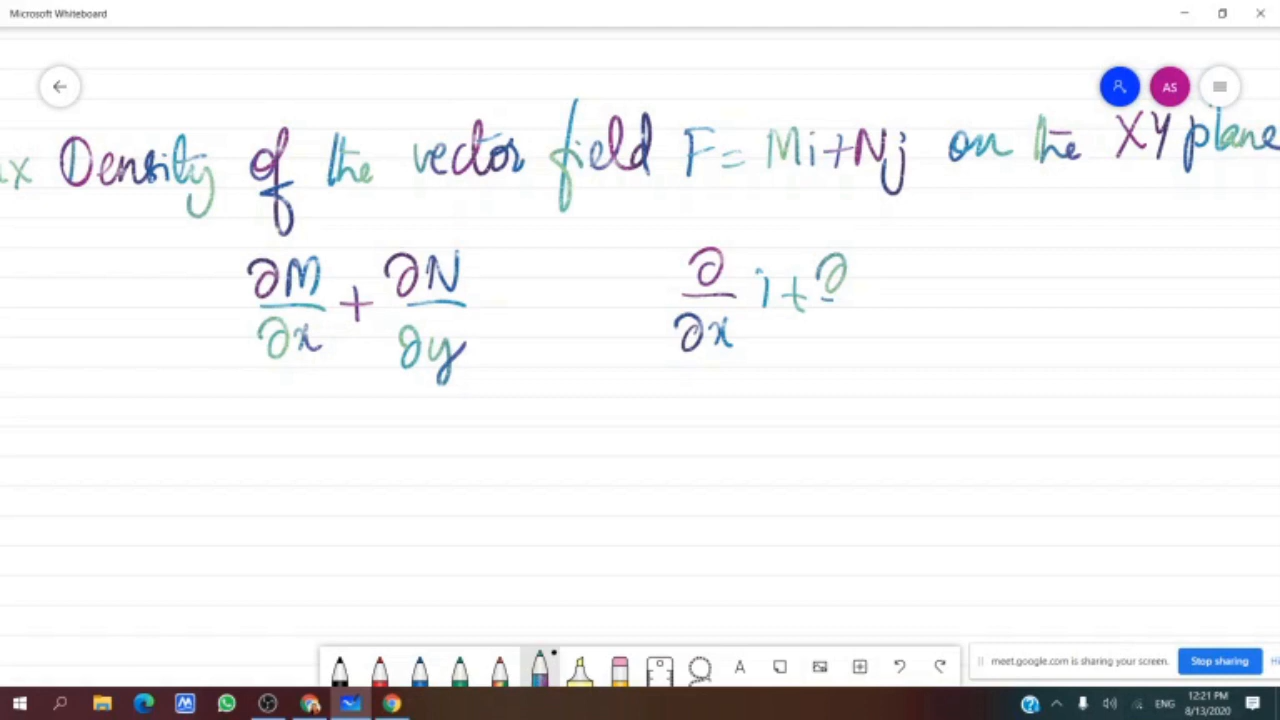 Microsoft Whiteboard
AS
x Density of the vector field F = Mi+Nj on the XY plane
∂M/∂x + ∂N/∂y ∂/∂x i + ∂
A
meet.google.com is sharing your screen.
Stop sharing
Hi
12:21 PM
ENG
8/13/2020